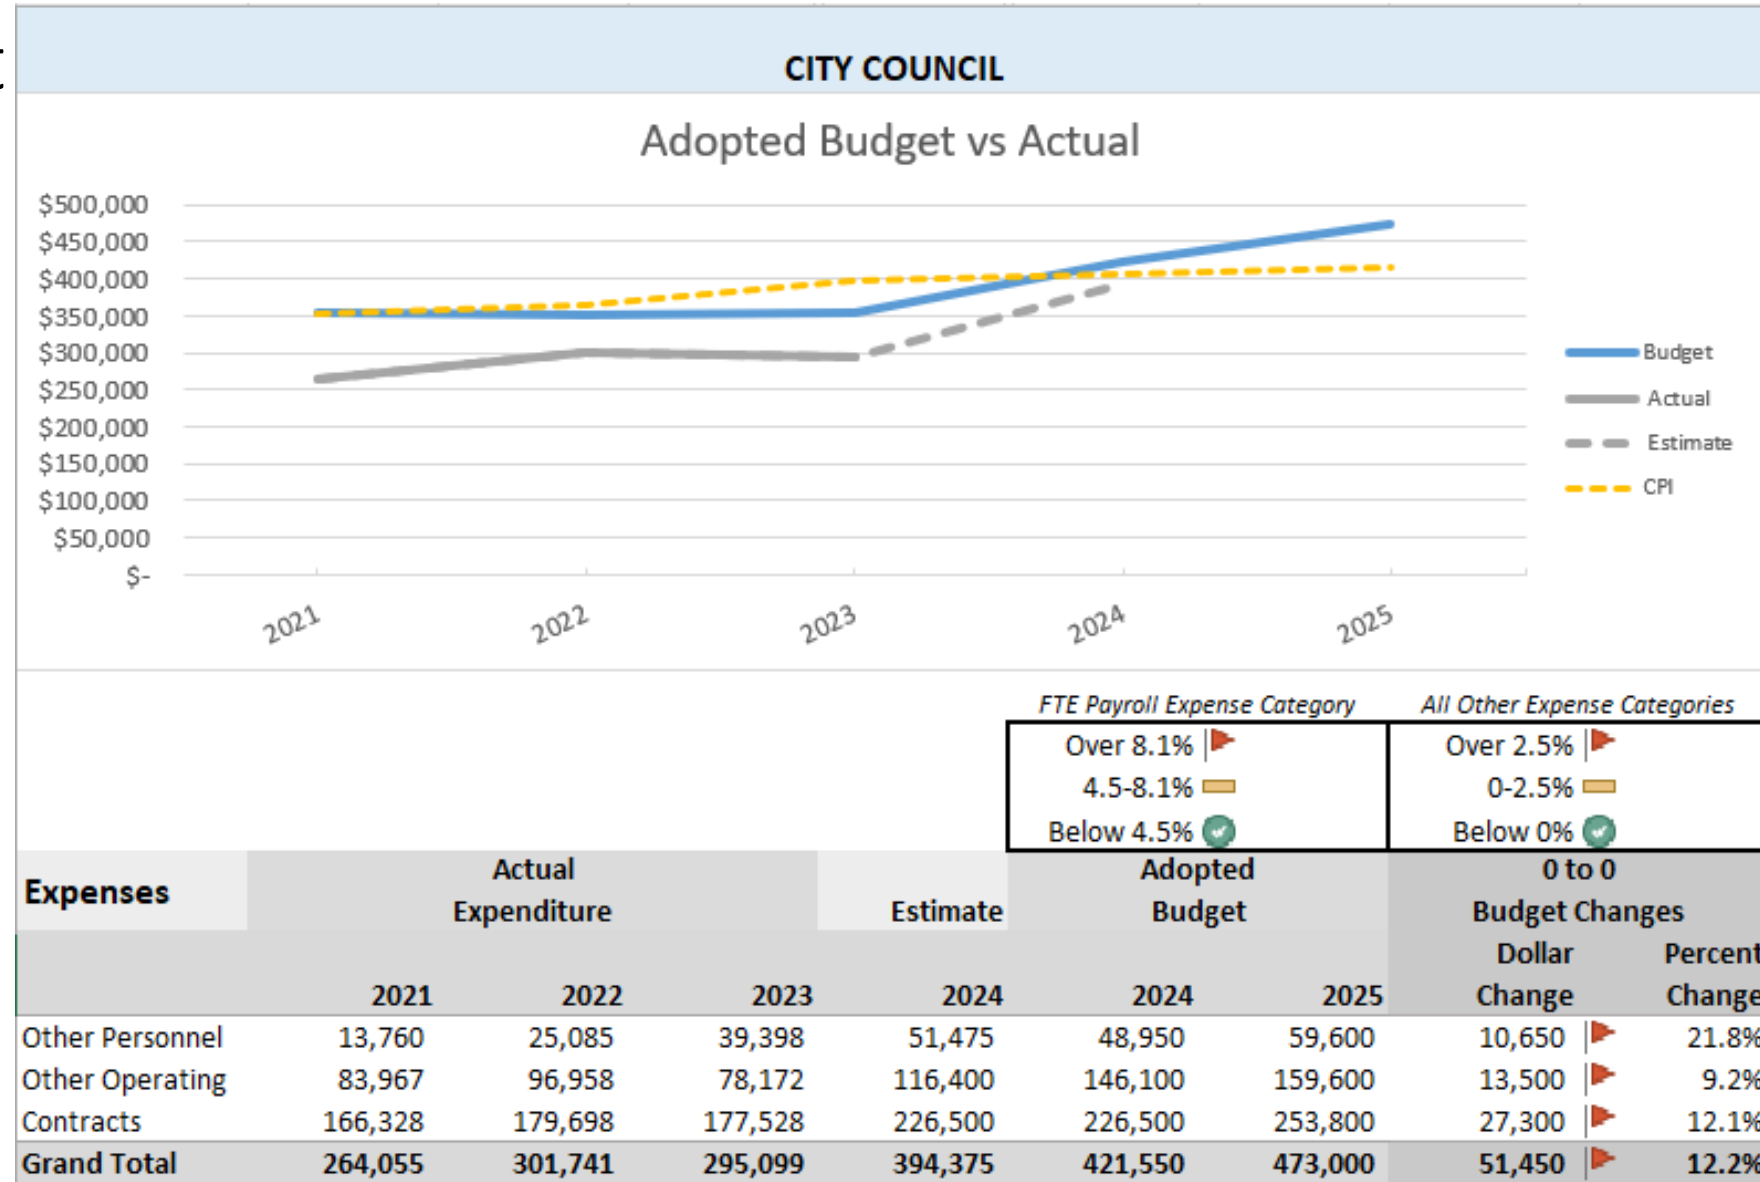 CITY COUNCIL
Adopted Budget vs Actual
$500,000
$450,000
$400,000
$350,000
$300,000
$250,000
$200,000
$150,000
$100,000
$50,000
$-
2021 2022 2023 2024 2025
Budget
Actual
Estimate
CPI
FTE Payroll Expense Category All Other Expense Categories
Over 8.1% Over 2.5%
4.5-8.1% 0-2.5%
Below 4.5% Below 0%
Expenses Actual Expenditure Estimate Adopted Budget 0 to 0 Budget Changes
2021 2022 2023 2024 2024 2025 Dollar Change Percent Change
Other Personnel 13,760 25,085 39,398 51,475 48,950 59,600 10,650 21.8%
Other Operating 83,967 96,958 78,172 116,400 146,100 159,600 13,500 9.2%
Contracts 166,328 179,698 177,528 226,500 226,500 253,800 27,300 12.1%
Grand Total 264,055 301,741 295,099 394,375 421,550 473,000 51,450 12.2%